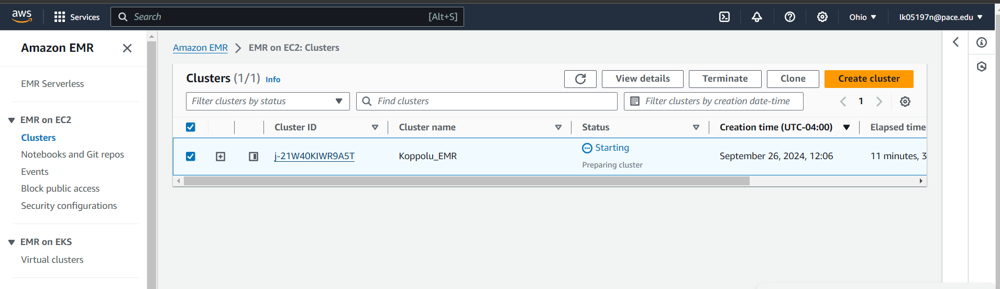 aws
Services
Search
[Alt+S]
Ohio
lk05197n@pace.edu
Amazon EMR
EMR Serverless
EMR on EC2
Clusters
Notebooks and Git repos
Events
Block public access
Security configurations
EMR on EKS
Virtual clusters
Amazon EMR
EMR on EC2: Clusters
Clusters (1/1) Info
View details
Terminate
Clone
Create cluster
Filter clusters by status
Find clusters
Filter clusters by creation date-time
1
Cluster ID
Cluster name
Status
Creation time (UTC-04:00)
Elapsed time
j-21W40KIWR9A5T
Koppolu_EMR
Starting
Preparing cluster
September 26, 2024, 12:06
11 minutes, 3